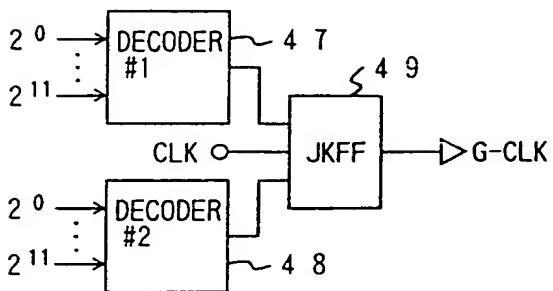 2⁰
DECODER
#1
2¹¹
4 7
4 9
CLK
JKFF
G-CLK
2⁰
DECODER
#2
2¹¹
4 8